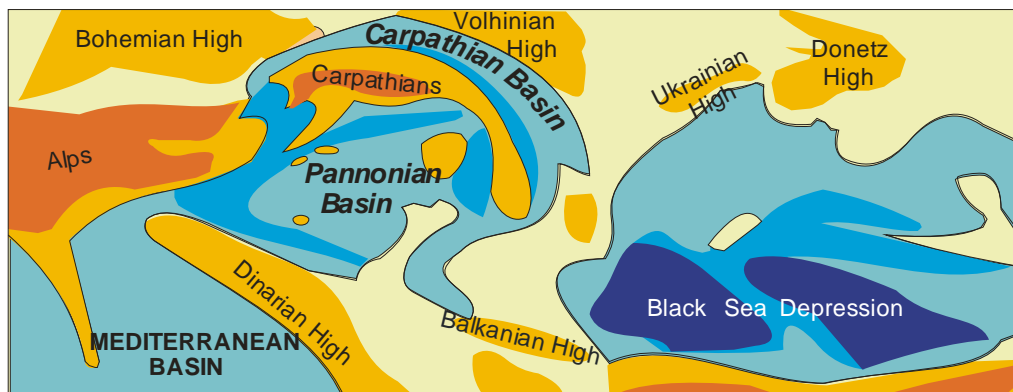 Bohemian High
Volhinian
High
Carpathian Basin
Carpathians
Donetz
High
Ukrainian
High
Alps
Pannonian
Basin
Dinarian High
Black Sea Depression
Balkanian High
MEDITERRANEAN
BASIN